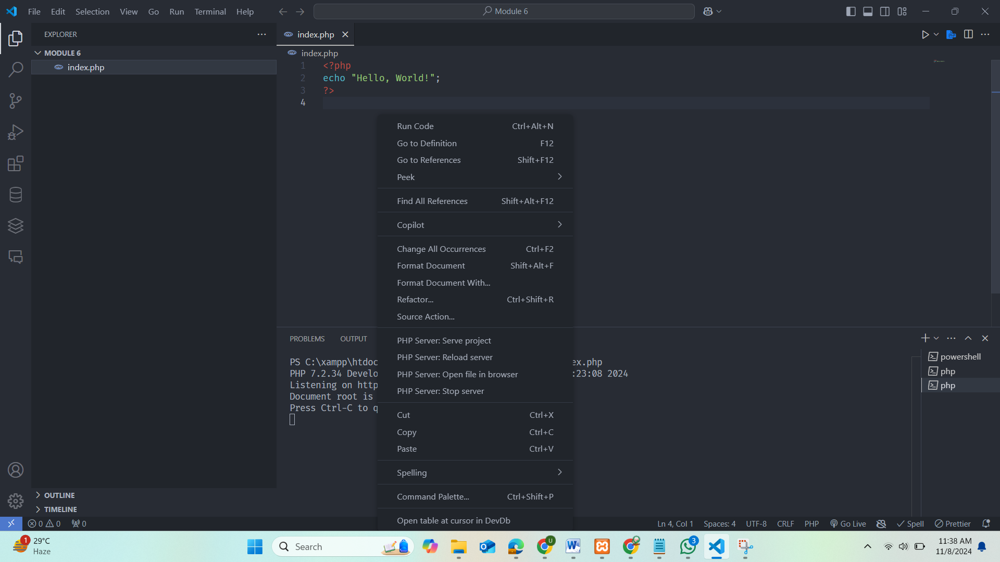 File Edit Selection View Go Run Terminal Help
Module 6
EXPLORER
index.php
MODULE 6
index.php
index.php
1 <?php
2 echo "Hello, World!";
3 ?>
4
Run Code Ctrl+Alt+N
Go to Definition F12
Go to References Shift+F12
Peek
Find All References Shift+Alt+F12
Copilot
Change All Occurrences Ctrl+F2
Format Document Shift+Alt+F
Format Document With...
Refactor... Ctrl+Shift+R
Source Action...
PHP Server: Serve project
PHP Server: Reload server
PHP Server: Open file in browser
PHP Server: Stop server
Cut Ctrl+X
Copy Ctrl+C
Paste Ctrl+V
Spelling
Command Palette... Ctrl+Shift+P
Open table at cursor in DevDb
PROBLEMS OUTPUT
PS C:\xampp\htdoc ex.php
PHP 7.2.34 Develo :23:08 2024
Listening on http
Document root is
Press Ctrl-C to q
powershell
php
php
OUTLINE
TIMELINE
0 0 0
Ln 4, Col 1 Spaces: 4 UTF-8 CRLF PHP Go Live Spell Prettier
1
29°C
Haze
Search
U
3
11:38 AM
11/8/2024